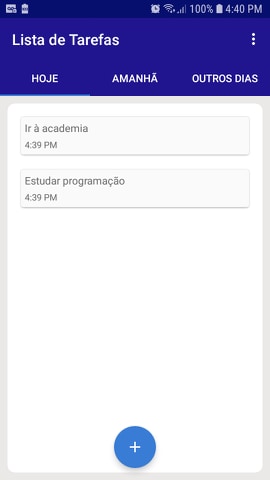 100% 4:40 PM
Lista de Tarefas
HOJE AMANHÃ OUTROS DIAS
Ir à academia
4:39 PM
Estudar programação
4:39 PM